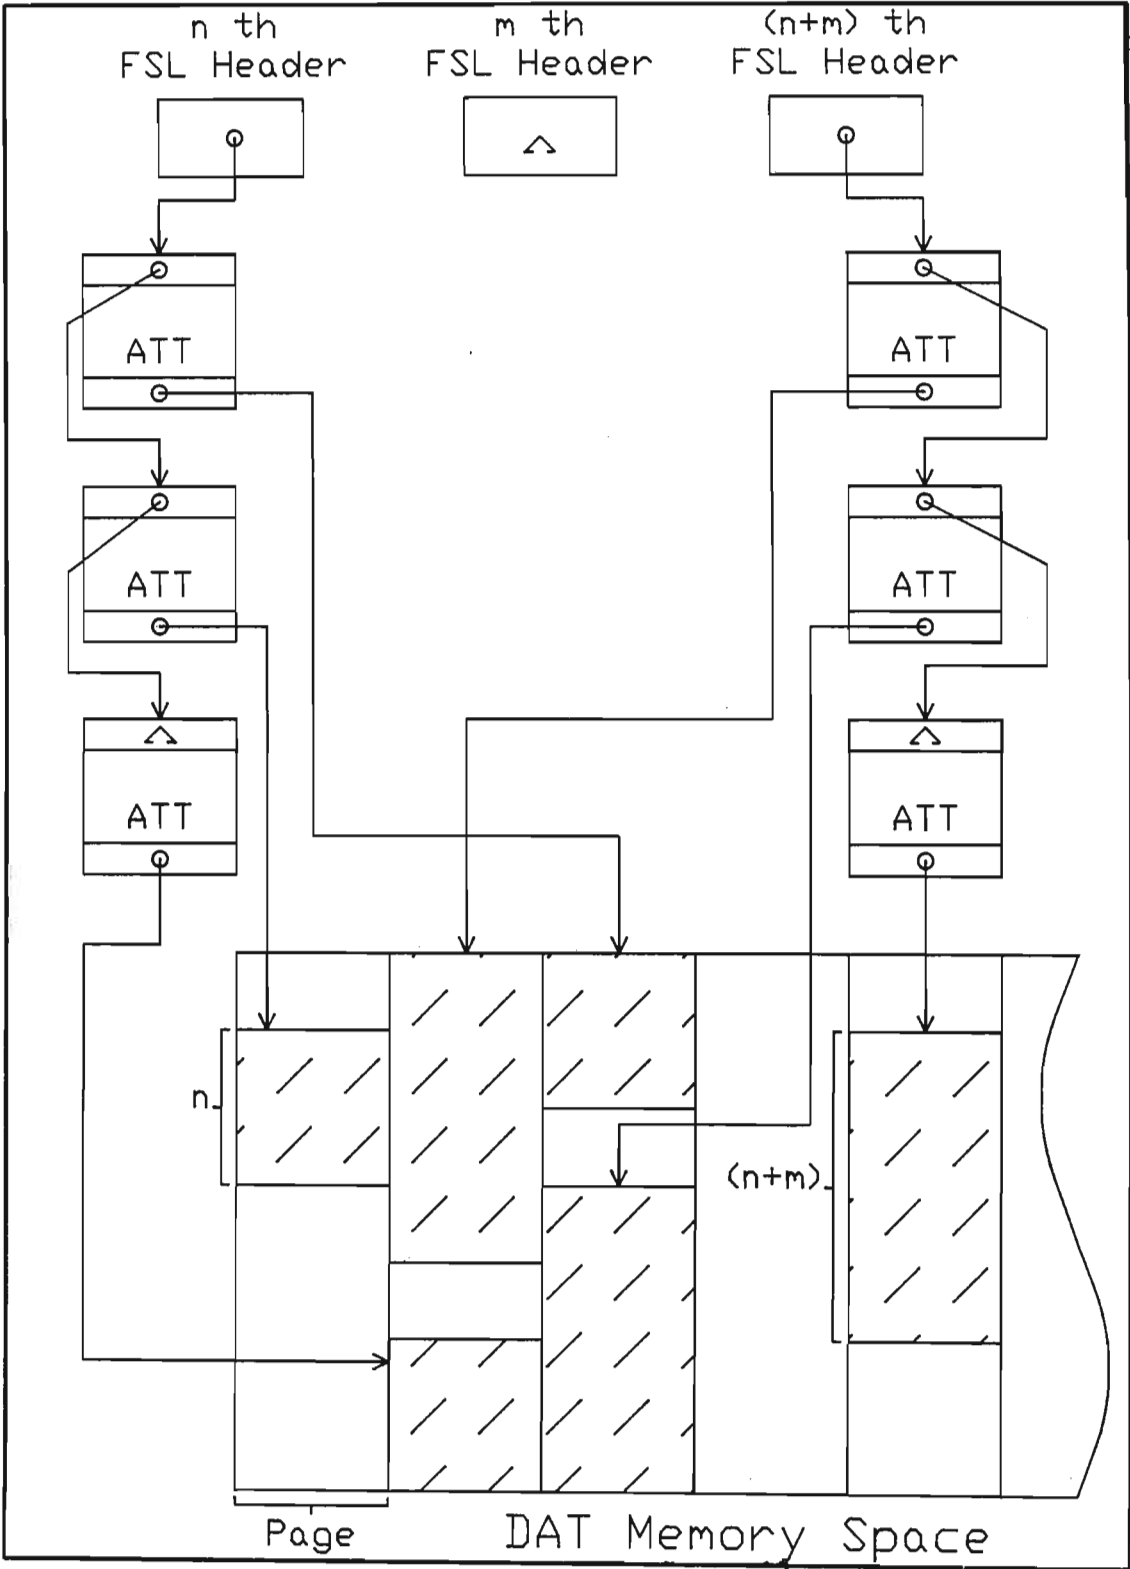 n th
FSL Header
m th
FSL Header
(n+m) th
FSL Header
ATT
ATT
ATT
ATT
ATT
ATT
n
(n+m)
Page
DAT Memory Space